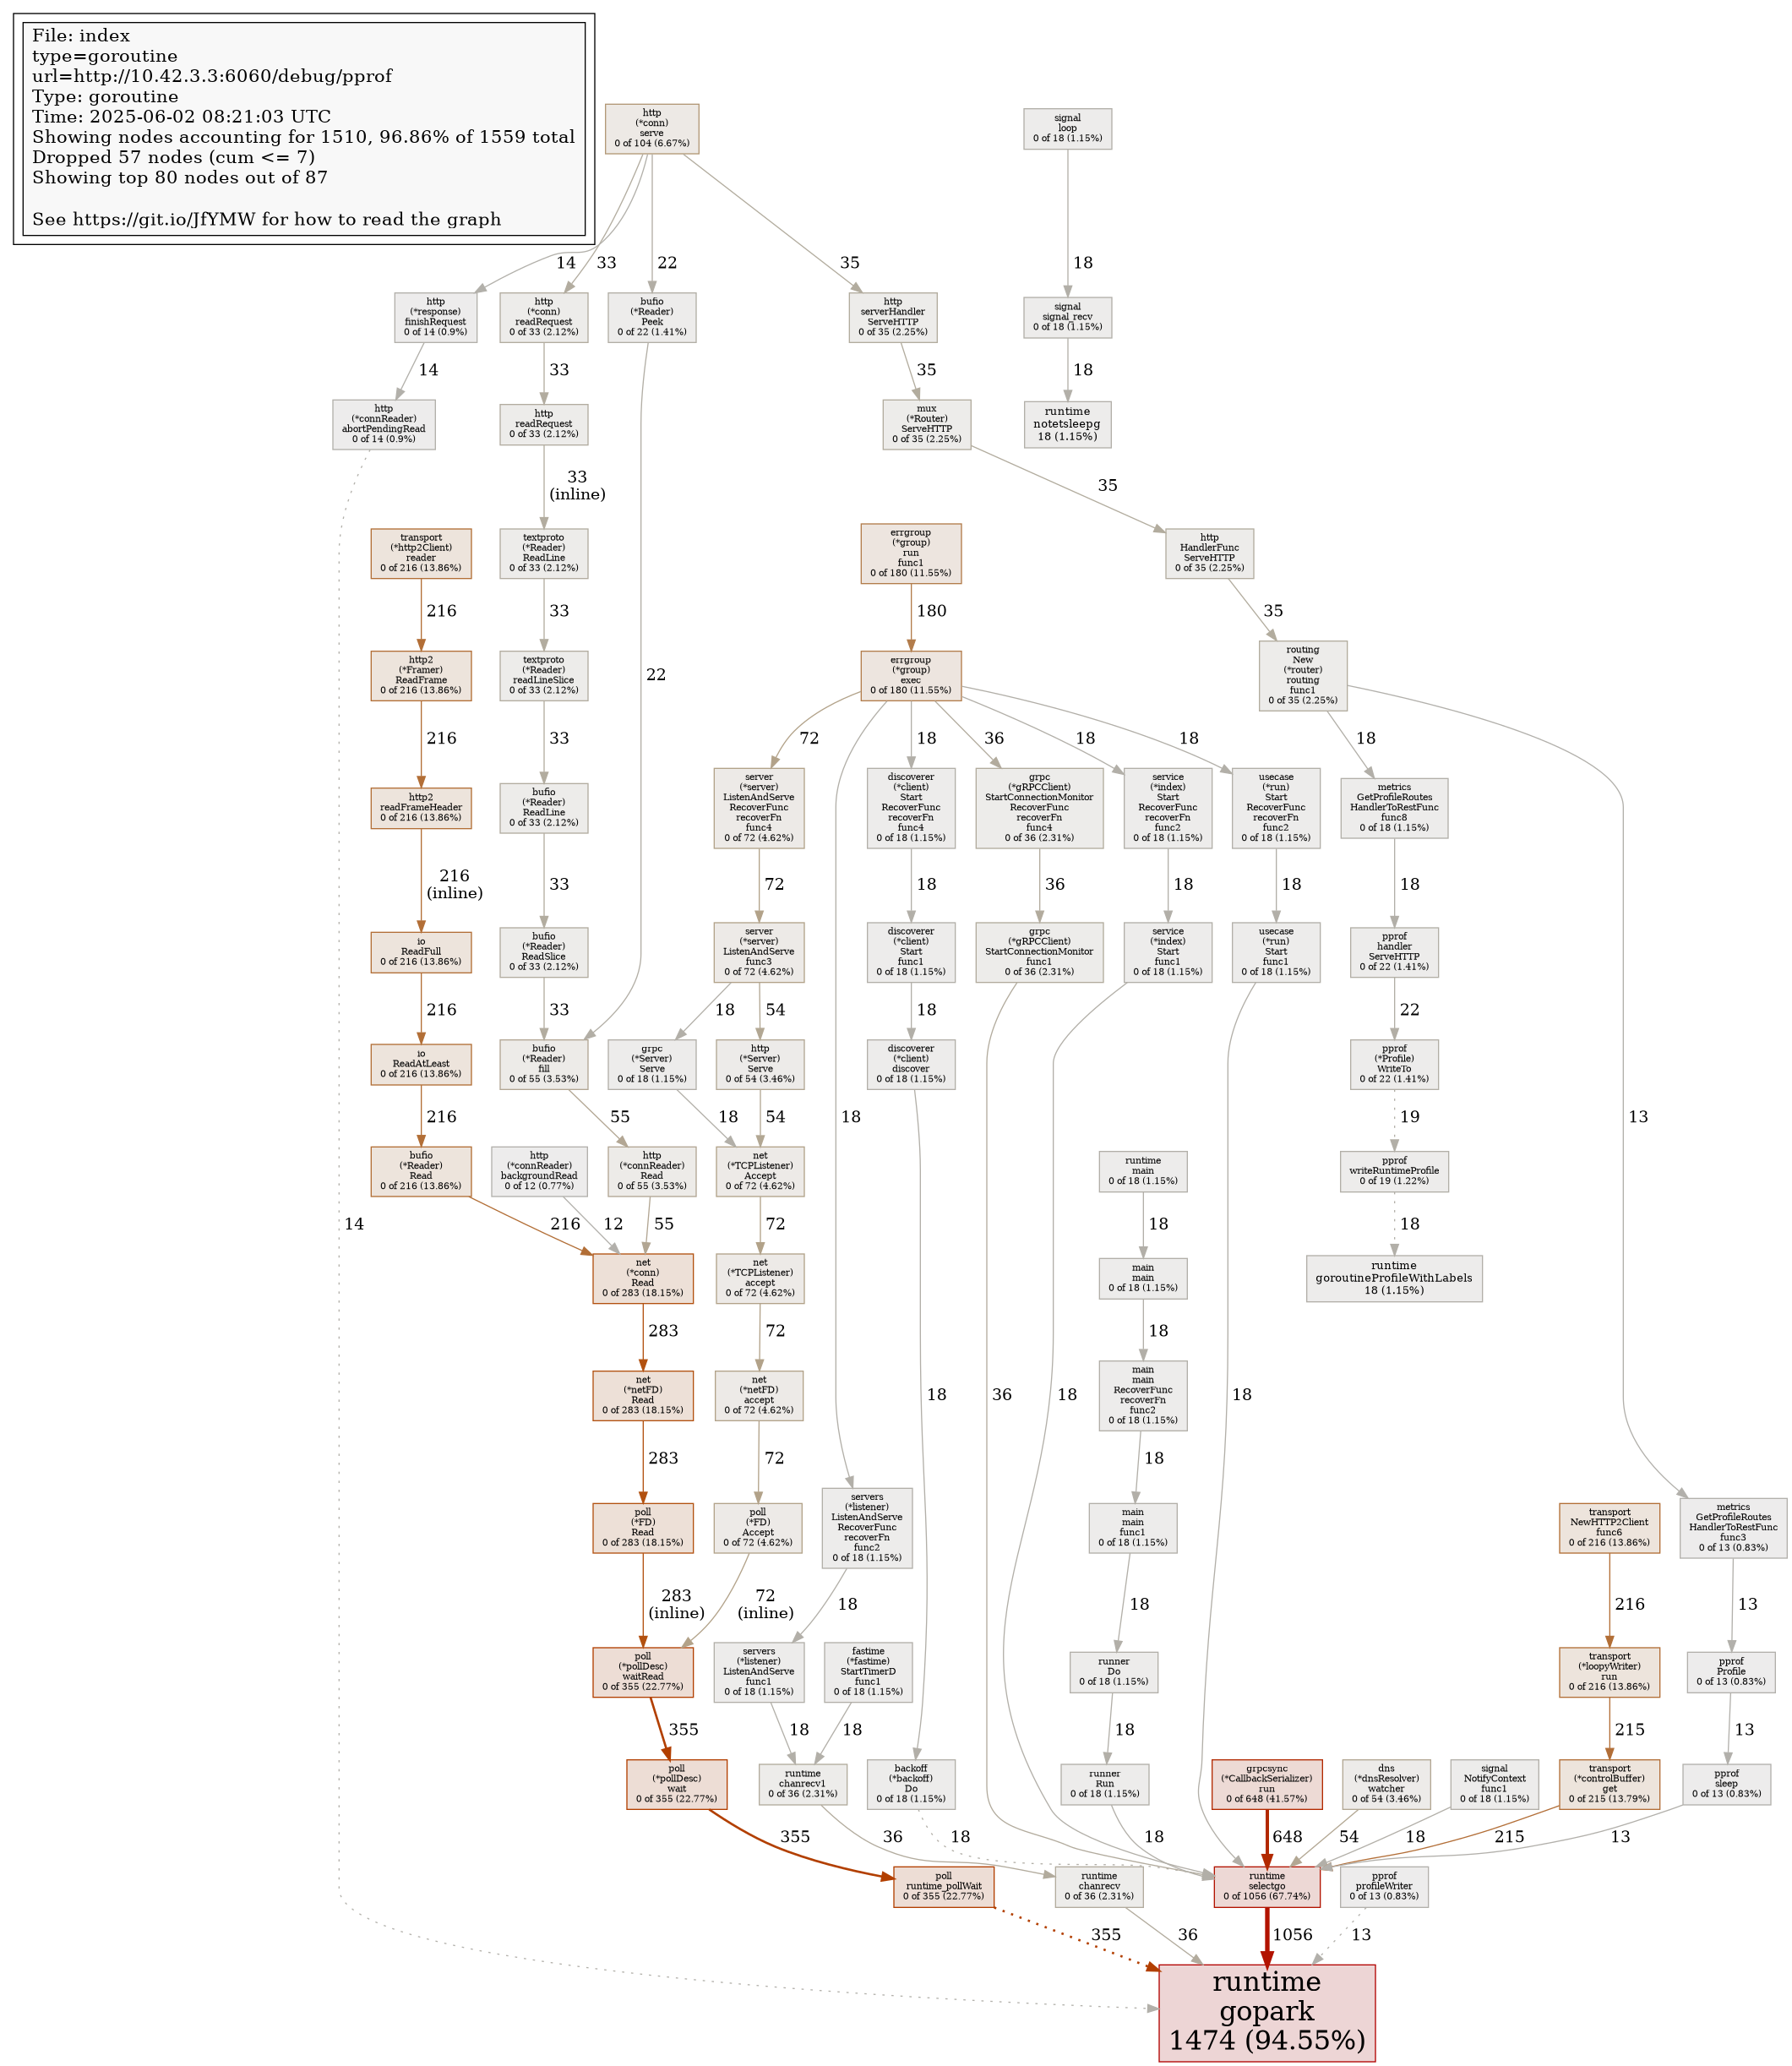 File: index
type=goroutine
url=http://10.42.3.3:6060/debug/pprof
Type: goroutine
Time: 2025-06-02 08:21:03 UTC
Showing nodes accounting for 1510, 96.86% of 1559 total
Dropped 57 nodes (cum <= 7)
Showing top 80 nodes out of 87
See https://git.io/JfYMW for how to read the graph
http
(*conn)
serve
0 of 104 (6.67%)
signal
loop
0 of 18 (1.15%)
14
33
22
35
18
http
(*response)
finishRequest
0 of 14 (0.9%)
http
(*conn)
readRequest
0 of 33 (2.12%)
bufio
(*Reader)
Peek
0 of 22 (1.41%)
http
serverHandler
ServeHTTP
0 of 35 (2.25%)
signal
signal_recv
0 of 18 (1.15%)
14
33
35
18
http
(*connReader)
abortPendingRead
0 of 14 (0.9%)
http
readRequest
0 of 33 (2.12%)
mux
(*Router)
ServeHTTP
0 of 35 (2.25%)
runtime
notetsleepg
18 (1.15%)
33
(inline)
35
transport
(*http2Client)
reader
0 of 216 (13.86%)
textproto
(*Reader)
ReadLine
0 of 33 (2.12%)
errgroup
(*group)
run
func1
0 of 180 (11.55%)
http
HandlerFunc
ServeHTTP
0 of 35 (2.25%)
216
33
180
35
http2
(*Framer)
ReadFrame
0 of 216 (13.86%)
textproto
(*Reader)
readLineSlice
0 of 33 (2.12%)
22
errgroup
(*group)
exec
0 of 180 (11.55%)
routing
New
(*router)
routing
func1
0 of 35 (2.25%)
216
33
72
18
36
18
18
18
http2
readFrameHeader
0 of 216 (13.86%)
bufio
(*Reader)
ReadLine
0 of 33 (2.12%)
server
ListenAndServe
RecoverFunc
recoverFn
func4
0 of 72 (4.62%)
discoverer
(*client)
Start
RecoverFunc
recoverFn
func4
0 of 18 (1.15%)
grpc
(*gRPCClient)
StartConnectionMonitor
RecoverFunc
recoverFn
func4
0 of 36 (2.31%)
service
(*index)
Start
RecoverFunc
recoverFn
func2
0 of 18 (1.15%)
usecase
(*run)
Start
RecoverFunc
recoverFn
func2
0 of 18 (1.15%)
metrics
GetProfileRoutes
HandlerToRestFunc
func8
0 of 18 (1.15%)
216
(inline)
33
72
18
36
18
18
18
io
ReadFull
0 of 216 (13.86%)
bufio
(*Reader)
ReadSlice
0 of 33 (2.12%)
server
(*server)
ListenAndServe
func3
0 of 72 (4.62%)
discoverer
(*client)
Start
func1
0 of 18 (1.15%)
grpc
(*gRPCClient)
StartConnectionMonitor
func1
0 of 36 (2.31%)
service
(*index)
Start
func1
0 of 18 (1.15%)
usecase
(*run)
Start
func1
0 of 18 (1.15%)
pprof
handler
ServeHTTP
0 of 22 (1.41%)
216
33
18
54
18
22
io
ReadAtLeast
0 of 216 (13.86%)
bufio
(*Reader)
fill
0 of 55 (3.53%)
grpc
(*Server)
Serve
0 of 18 (1.15%)
http
(*Server)
Serve
0 of 54 (3.46%)
discoverer
(*client)
discover
0 of 18 (1.15%)
pprof
(*Profile)
WriteTo
0 of 22 (1.41%)
216
55
18
54
18
19
13
bufio
(*Reader)
Read
0 of 216 (13.86%)
http
(*connReader)
backgroundRead
0 of 12 (0.77%)
http
(*connReader)
Read
0 of 55 (3.53%)
net
(*TCPListener)
Accept
0 of 72 (4.62%)
runtime
main
0 of 18 (1.15%)
pprof
writeRuntimeProfile
0 of 19 (1.22%)
14
216
12
55
72
18
18
net
(*conn)
Read
0 of 283 (18.15%)
net
(*TCPListener)
accept
0 of 72 (4.62%)
main
main
0 of 18 (1.15%)
runtime
goroutineProfileWithLabels
18 (1.15%)
283
72
18
net
(*netFD)
Read
0 of 283 (18.15%)
net
(*netFD)
accept
0 of 72 (4.62%)
18
36
18
main
main
RecoverFunc
recoverFn
func2
0 of 18 (1.15%)
18
283
72
18
poll
(*FD)
Read
0 of 283 (18.15%)
poll
(*FD)
Accept
0 of 72 (4.62%)
servers
(*listener)
ListenAndServe
RecoverFunc
recoverFn
func2
0 of 18 (1.15%)
main
main
func1
0 of 18 (1.15%)
transport
NewHTTP2Client
func6
0 of 216 (13.86%)
metrics
GetProfileRoutes
HandlerToRestFunc
func3
0 of 13 (0.83%)
283
(inline)
72
(inline)
18
18
216
13
poll
(*pollDesc)
waitRead
0 of 355 (22.77%)
servers
(*listener)
ListenAndServe
func1
0 of 18 (1.15%)
fastime
(*fastime)
StartTimerD
func1
0 of 18 (1.15%)
runner
Do
0 of 18 (1.15%)
transport
(*loopyWriter)
run
0 of 216 (13.86%)
pprof
Profile
0 of 13 (0.83%)
355
18
18
18
215
13
poll
(*pollDesc)
wait
0 of 355 (22.77%)
runtime
chanrecv1
0 of 36 (2.31%)
backoff
(*backoff)
Do
0 of 18 (1.15%)
runner
Run
0 of 18 (1.15%)
grpcsync
(*CallbackSerializer)
run
0 of 648 (41.57%)
dns
(*dnsResolver)
watcher
0 of 54 (3.46%)
signal
NotifyContext
func1
0 of 18 (1.15%)
transport
(*controlBuffer)
get
0 of 215 (13.79%)
pprof
sleep
0 of 13 (0.83%)
355
36
18
18
648
54
18
215
13
poll
runtime_pollWait
0 of 355 (22.77%)
runtime
chanrecv
0 of 36 (2.31%)
runtime
selectgo
0 of 1056 (67.74%)
pprof
profileWriter
0 of 13 (0.83%)
355
36
1056
13
runtime
gopark
1474 (94.55%)